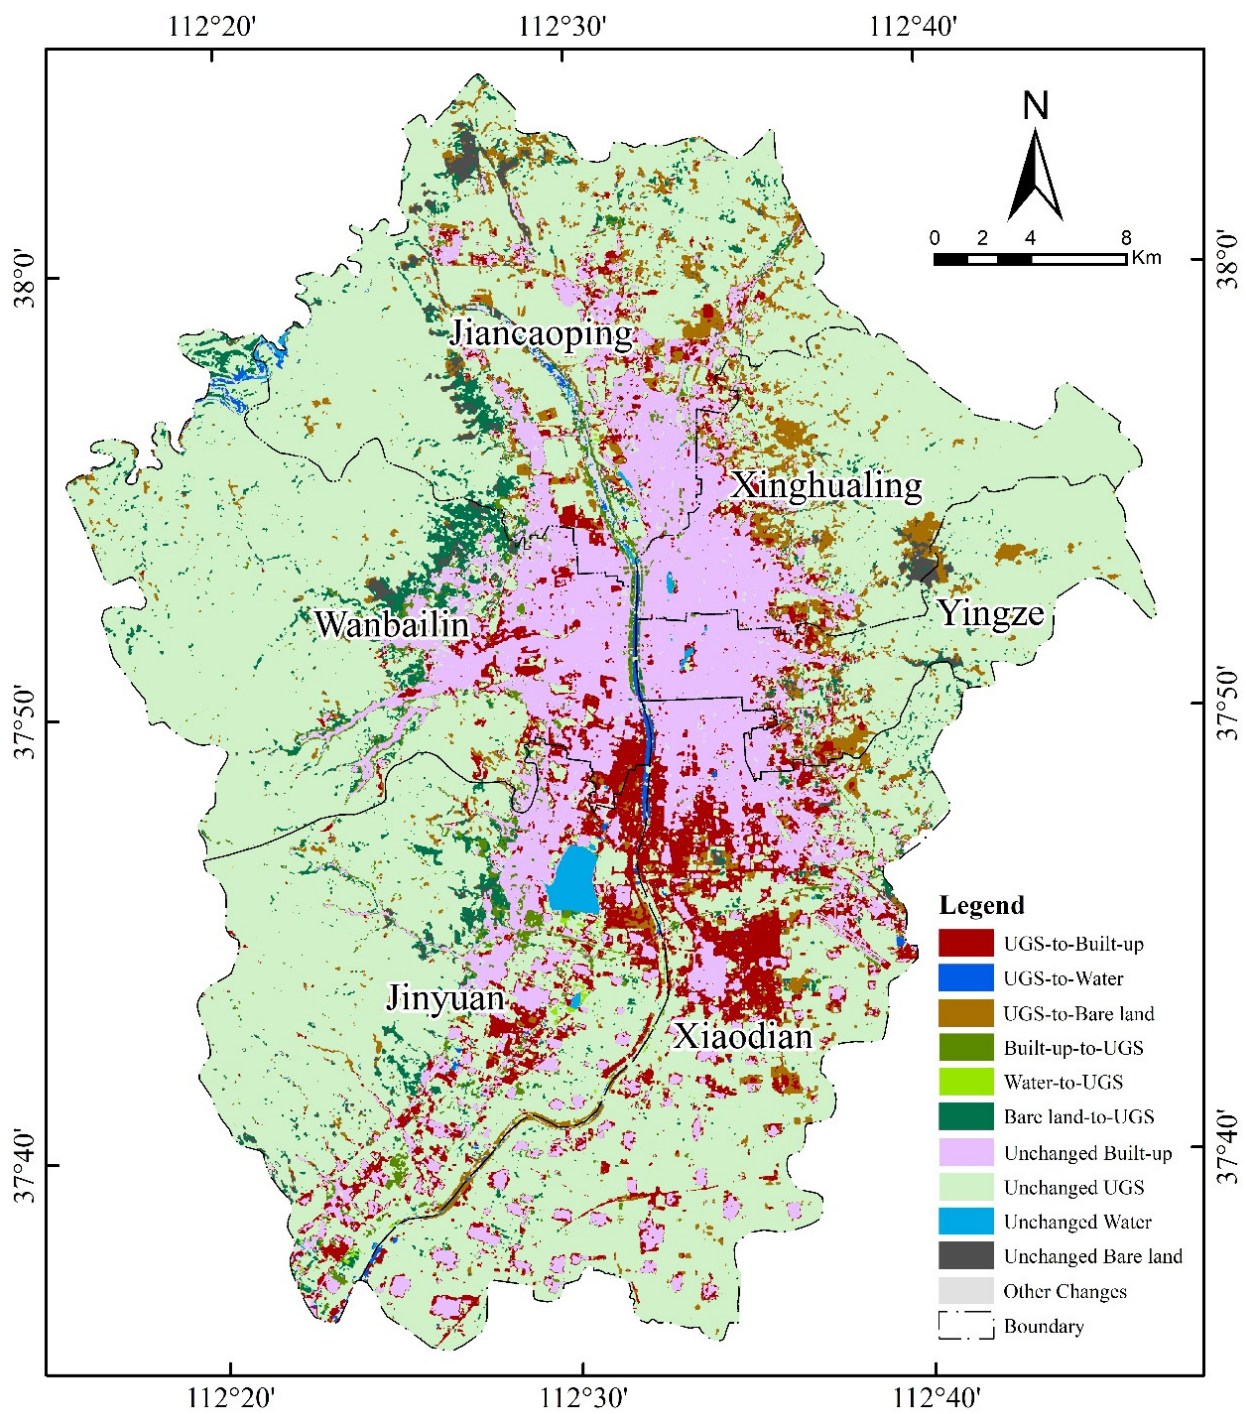 112°20' 112°30' 112°40'
N
0 2 4 8
Km
38°0'
38°0'
Jiancaoping
Xinghualing
Yingze
Wanbailin
37°50'
37°50'
Legend
UGS-to-Built-up
UGS-to-Water
Jinyuan
UGS-to-Bare land
Xiaodian
Built-up-to-UGS
Water-to-UGS
Bare land-to-UGS
Unchanged Built-up
37°40'
37°40'
Unchanged UGS
Unchanged Water
Unchanged Bare land
Other Changes
Boundary
112°20' 112°30' 112°40'